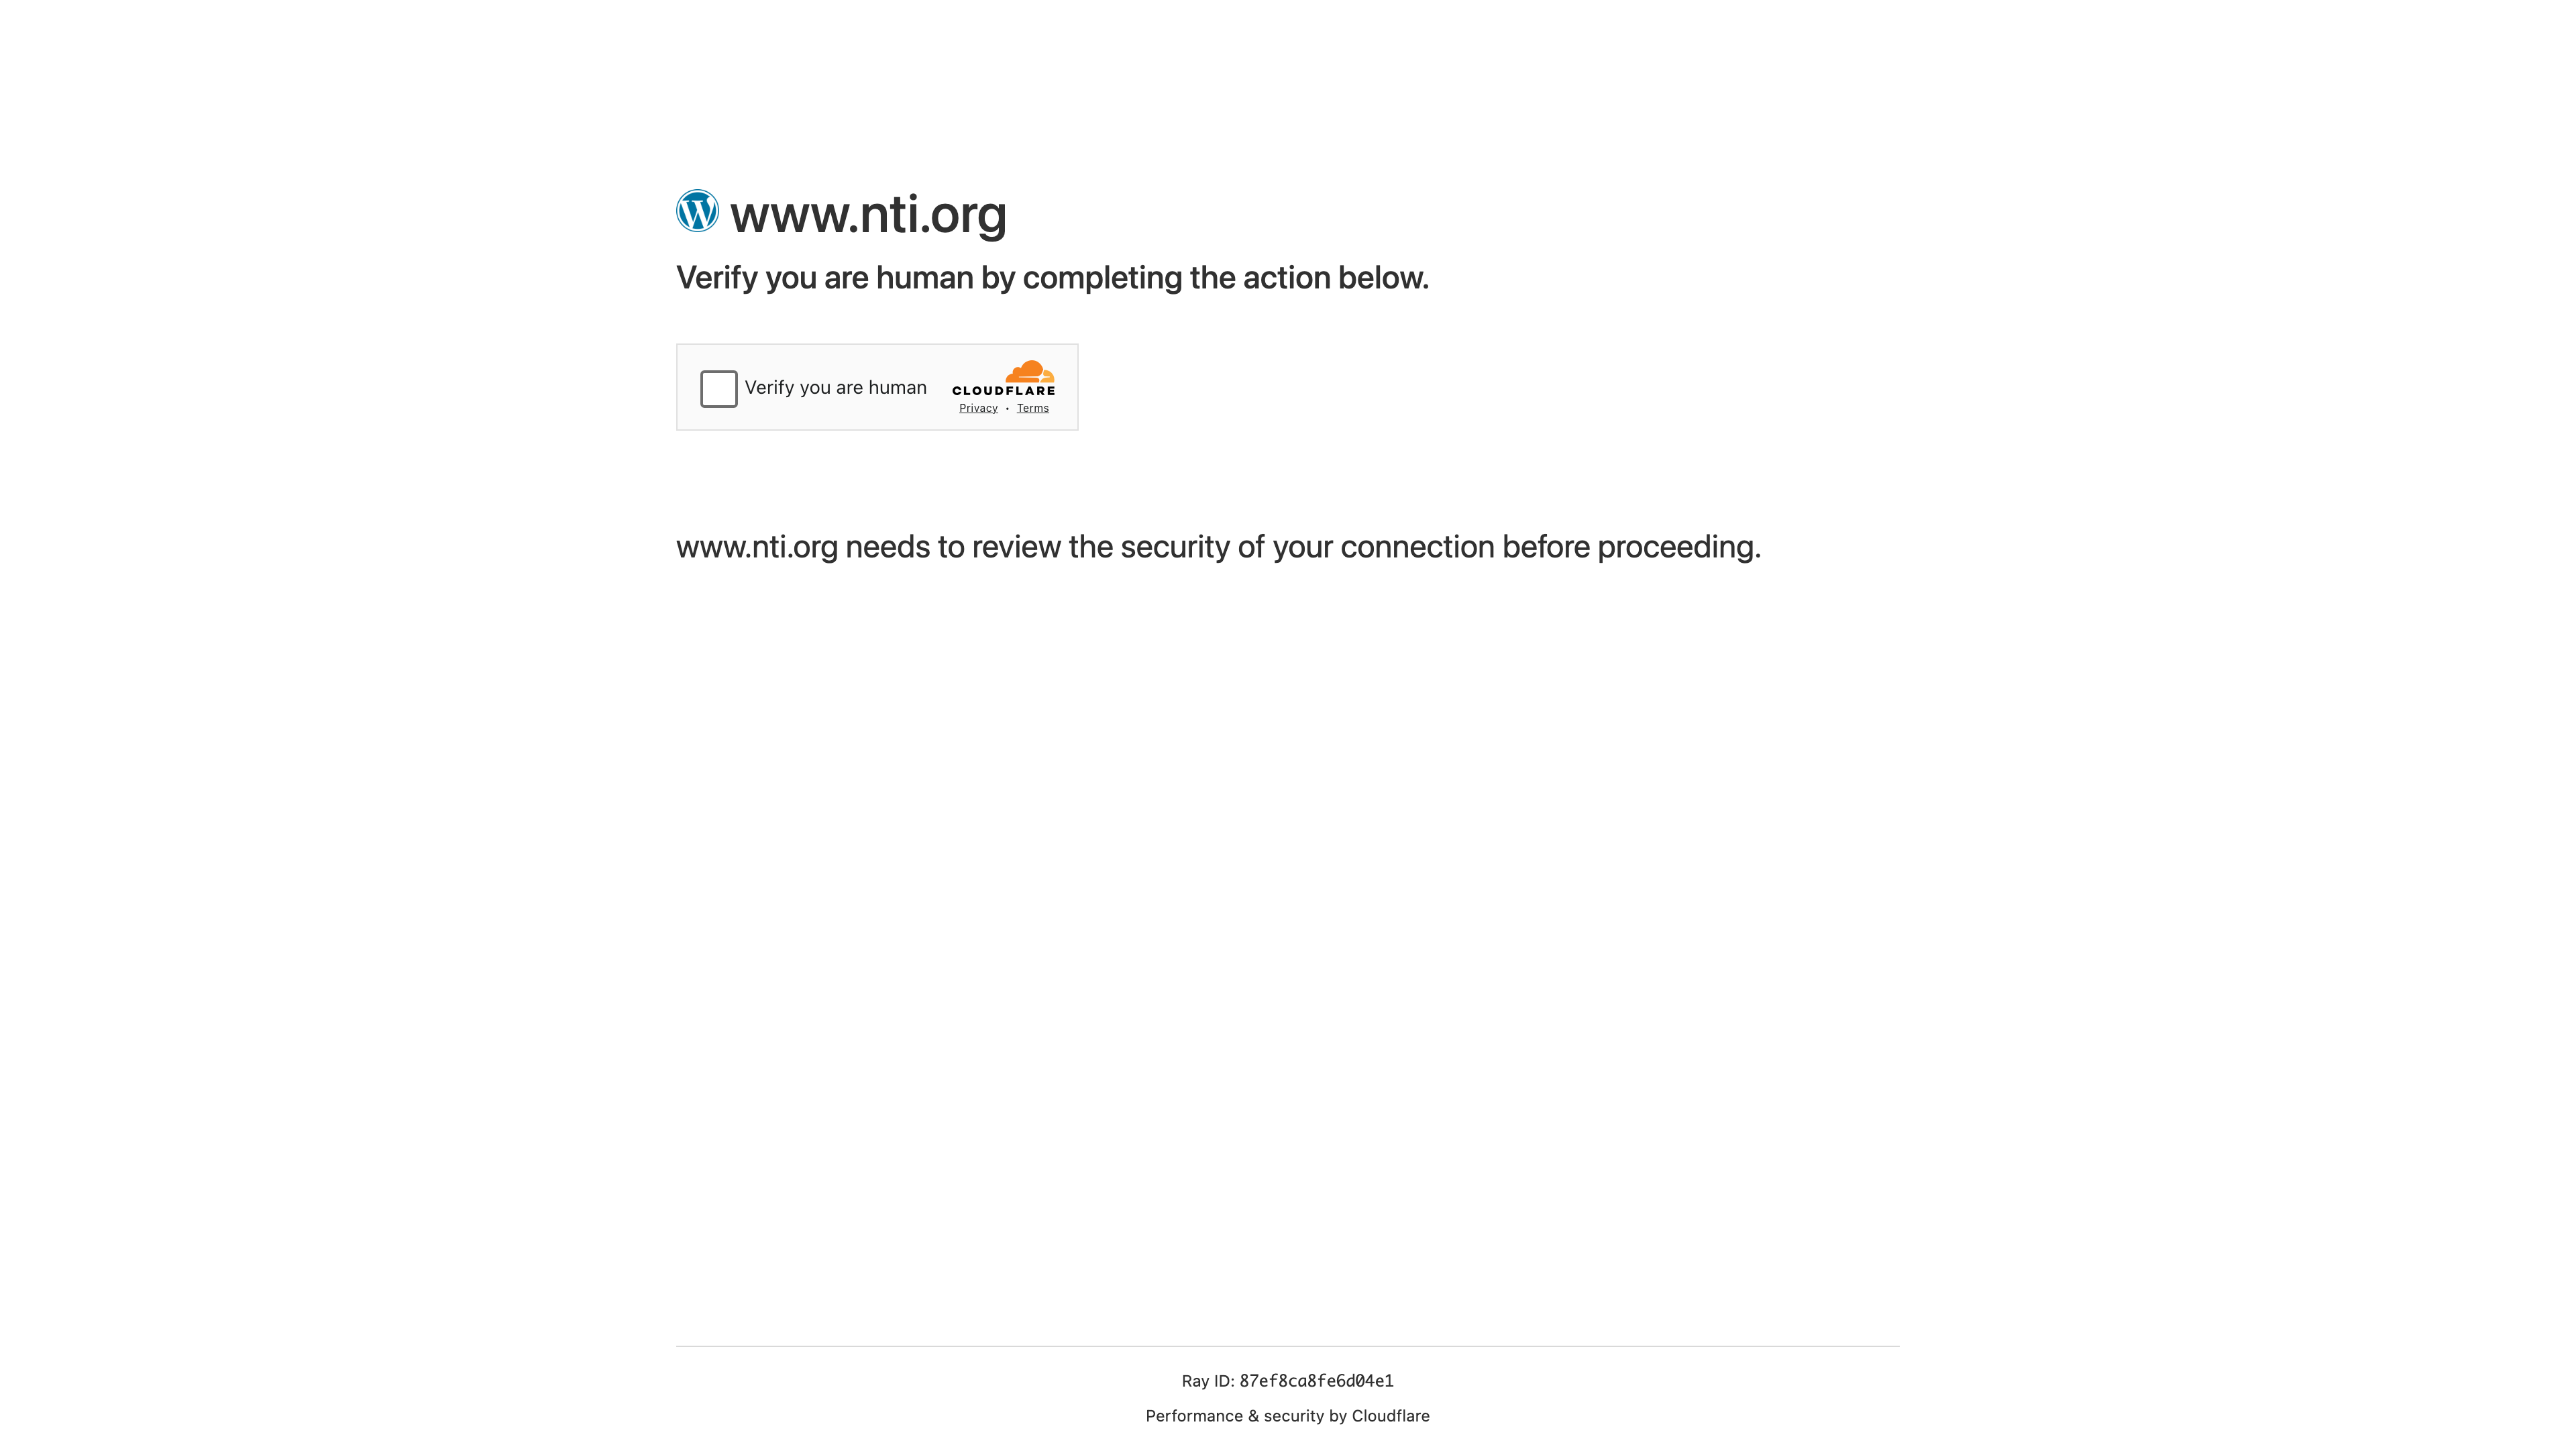 www.nti.org
Verify you are human by completing the action below.
Verify you are human
CLOUDFLARE
Privacy • Terms
www.nti.org needs to review the security of your connection before proceeding.
Ray ID: 87ef8ca8fe6d04e1
Performance & security by Cloudflare